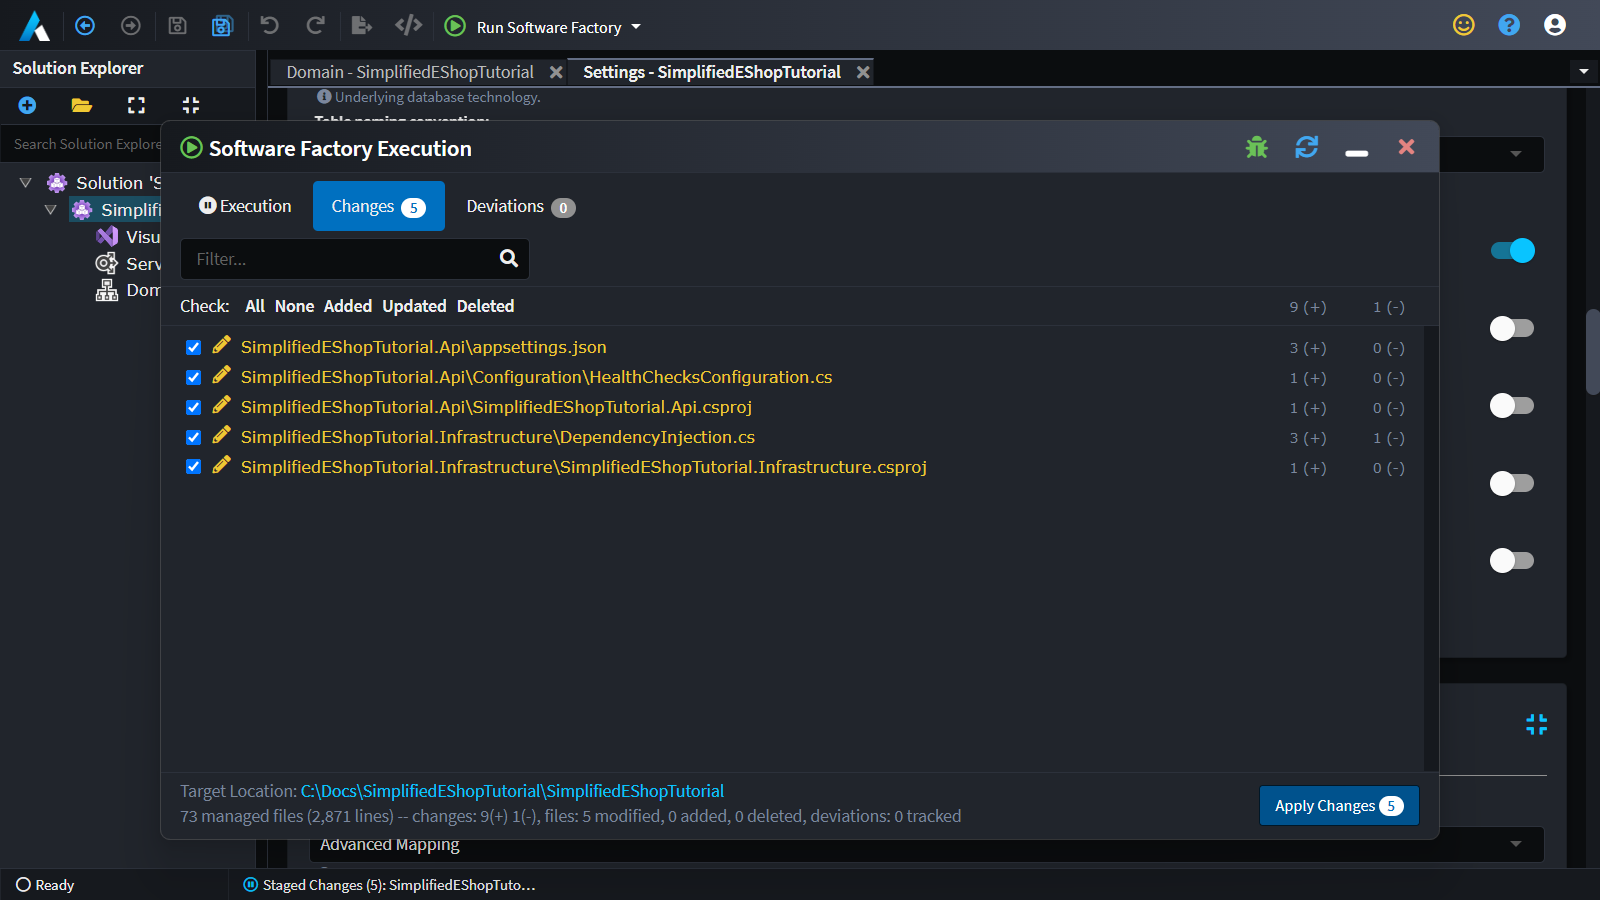 Run Software Factory
Solution Explorer
Domain - SimplifiedEShopTutorial
Settings - SimplifiedEShopTutorial
Underlying database technology.
Search Solution Explore
Software Factory Execution
Solution 'S
Simplifi
Visu
Serv
Dom
Execution
Changes 5
Deviations 0
Filter...
Check: All None Added Updated Deleted 9 (+) 1 (-)
SimplifiedEShopTutorial.Api\appsettings.json 3 (+) 0 (-)
SimplifiedEShopTutorial.Api\Configuration\HealthChecksConfiguration.cs 1 (+) 0 (-)
SimplifiedEShopTutorial.Api\SimplifiedEShopTutorial.Api.csproj 1 (+) 0 (-)
SimplifiedEShopTutorial.Infrastructure\DependencyInjection.cs 3 (+) 1 (-)
SimplifiedEShopTutorial.Infrastructure\SimplifiedEShopTutorial.Infrastructure.csproj 1 (+) 0 (-)
Target Location: C:\Docs\SimplifiedEShopTutorial\SimplifiedEShopTutorial
73 managed files (2,871 lines) -- changes: 9(+) 1(-), files: 5 modified, 0 added, 0 deleted, deviations: 0 tracked
Apply Changes 5
Advanced Mapping
Ready
Staged Changes (5): SimplifiedEShopTuto...